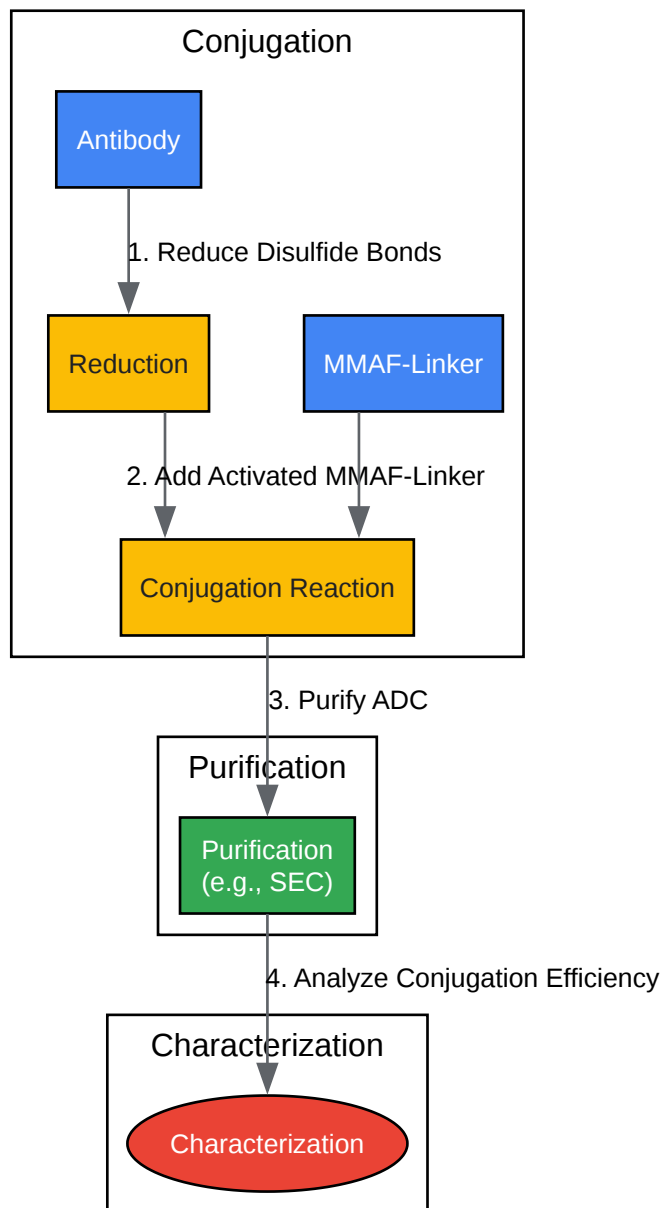 Conjugation
Antibody
1. Reduce Disulfide Bonds
Reduction
MMAF-Linker
2. Add Activated MMAF-Linker
Conjugation Reaction
3. Purify ADC
Purification
Purification
(e.g., SEC)
4. Analyze Conjugation Efficiency
Characterization
Characterization